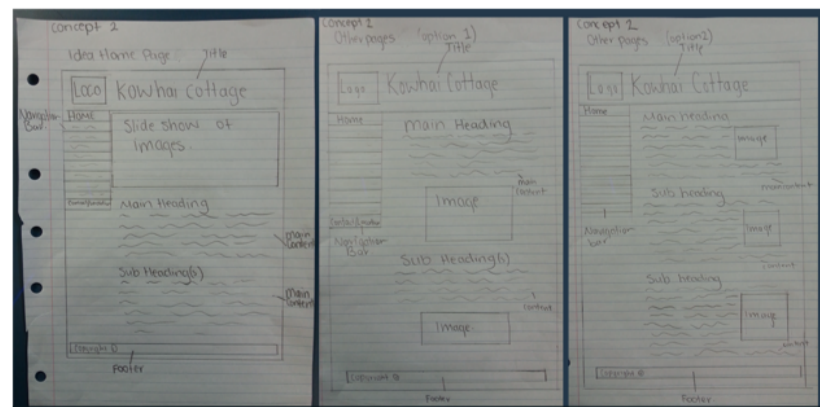 concept 2
Idea Home Page
Title
LOGO
Kowhai Cottage
Navigation
Bar
Home
Slide show of
images.
Main Heading
main
content
Sub Heading(s)
main
content
Copyright ©
Footer
Concept 2
Other pages (option 1)
Title
Logo
Kowhai Cottage
Home
main Heading
main
content
Image
Navigation
Bar
Sub Heading(s)
content
Image
Copyright ©
Footer
Concept 2
Other pages (option 2)
Title
Logo
Kowhai Cottage
Home
Main heading
Image
main content
Sub heading
Navigation
bar
Image
content
Sub heading
Image
content
Copyright ©
Footer